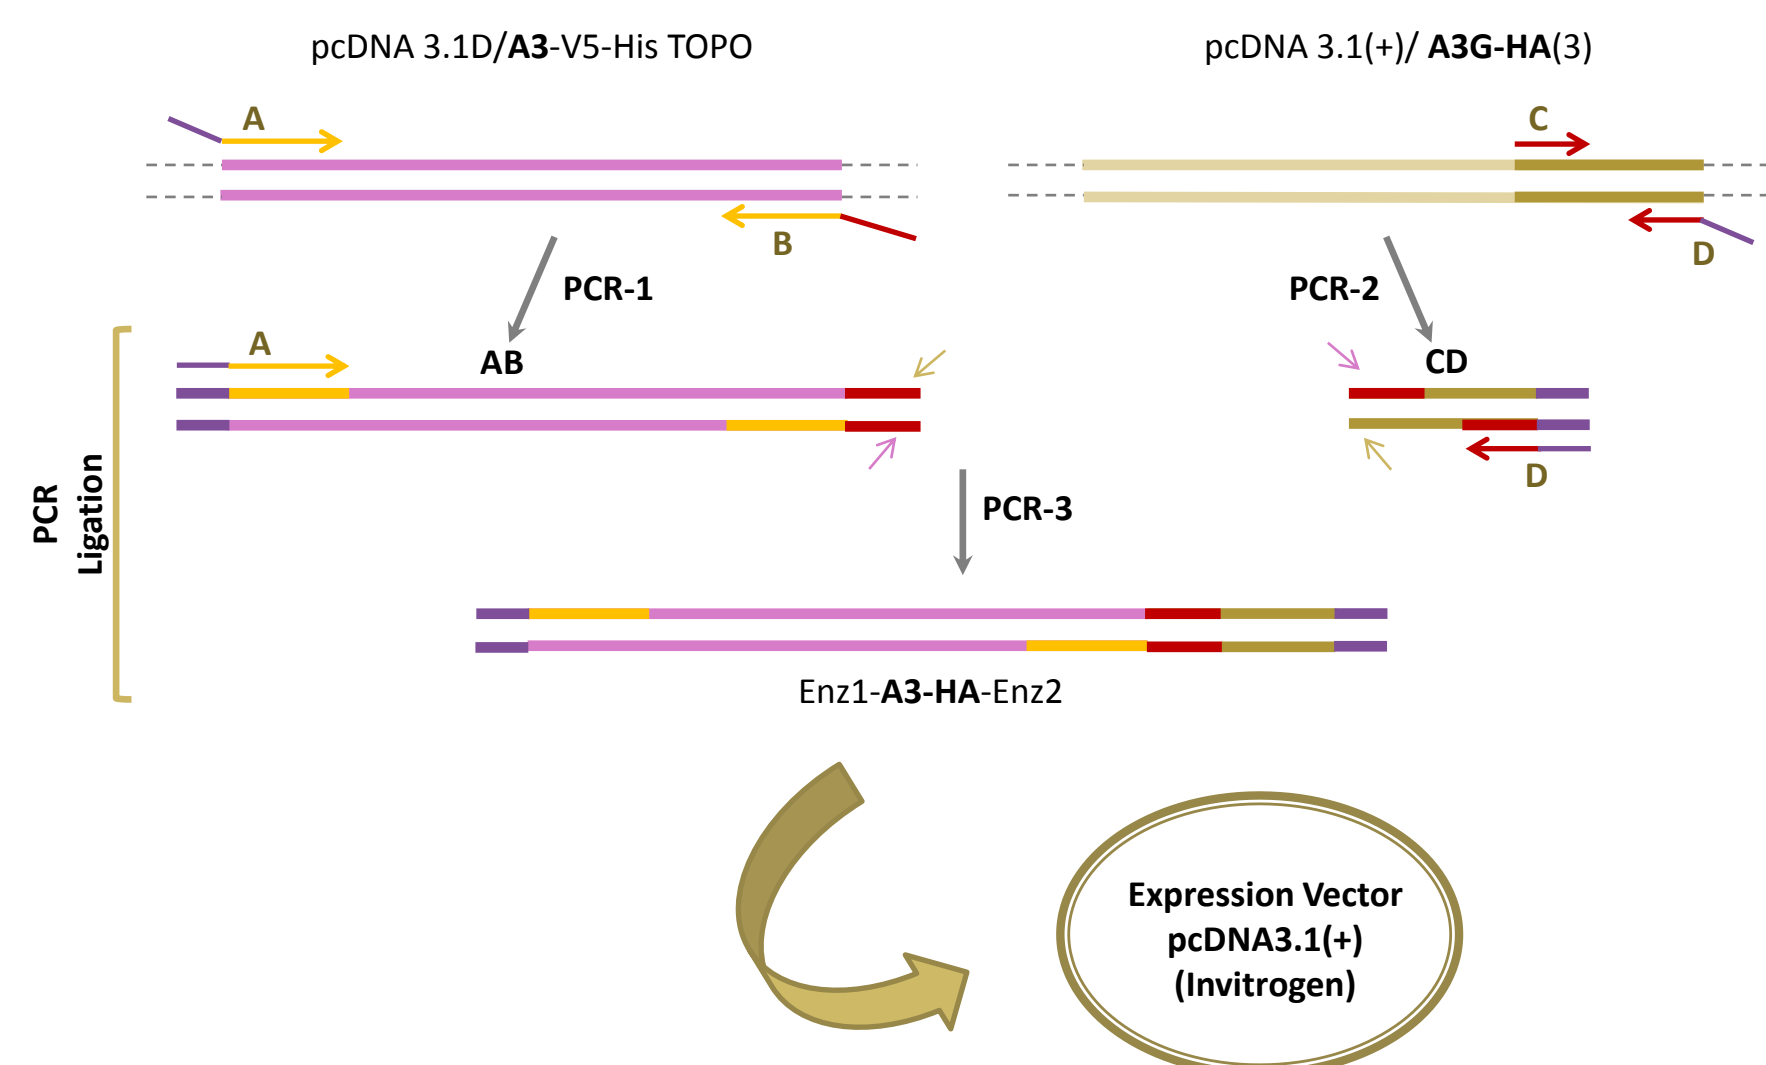 pcDNA 3.1D/A3-V5-His TOPO
pcDNA 3.1(+)/ A3G-HA(3)
A
C
B
D
PCR-1
PCR-2
A
AB
CD
D
PCR
Ligation
PCR-3
Enz1-A3-HA-Enz2
Expression Vector
pcDNA3.1(+)
(Invitrogen)